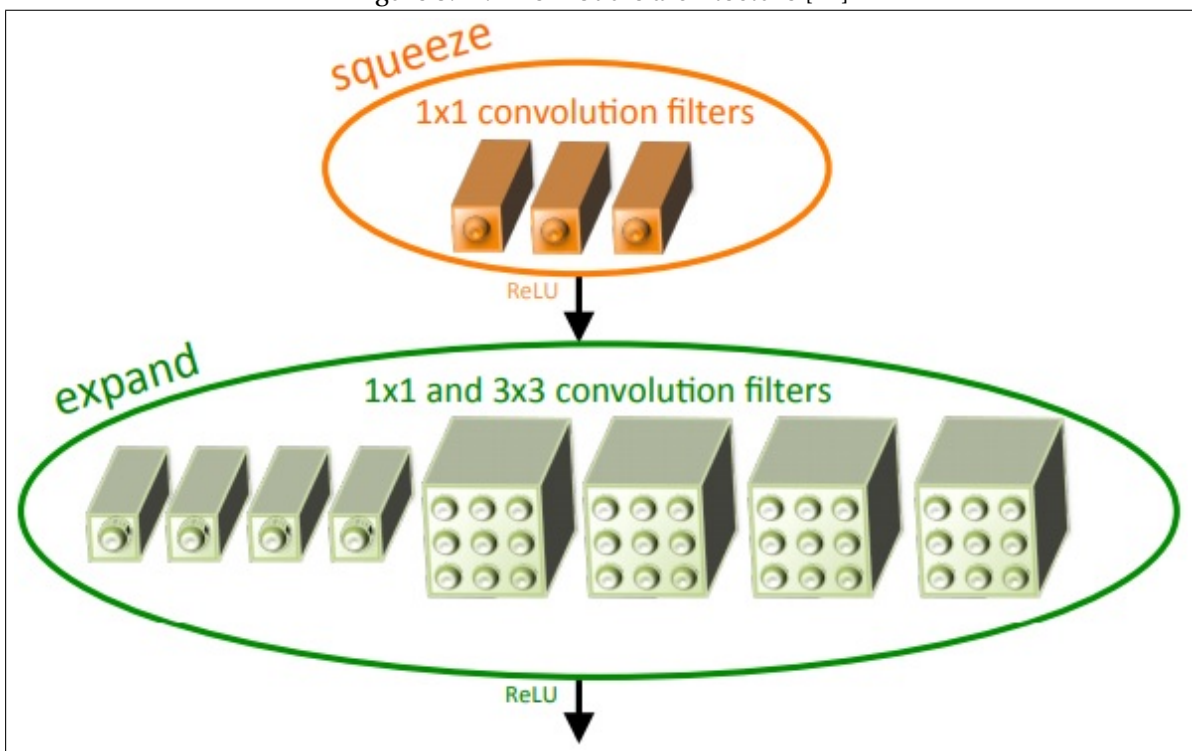 squeeze
1x1 convolution filters
ReLU
expand
1x1 and 3x3 convolution filters
ReLU